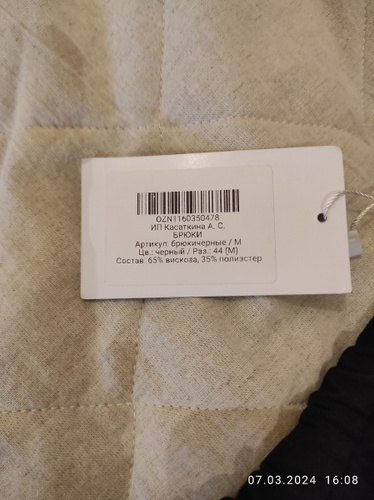 OZN1160350478
ИП Касаткина А. С.
БРЮКИ
Артикул: брюкичерные / М
Цв.: черный / Раз.: 44 (М)
Состав: 65% вискоза, 35% полиэстер
07.03.2024 16:08